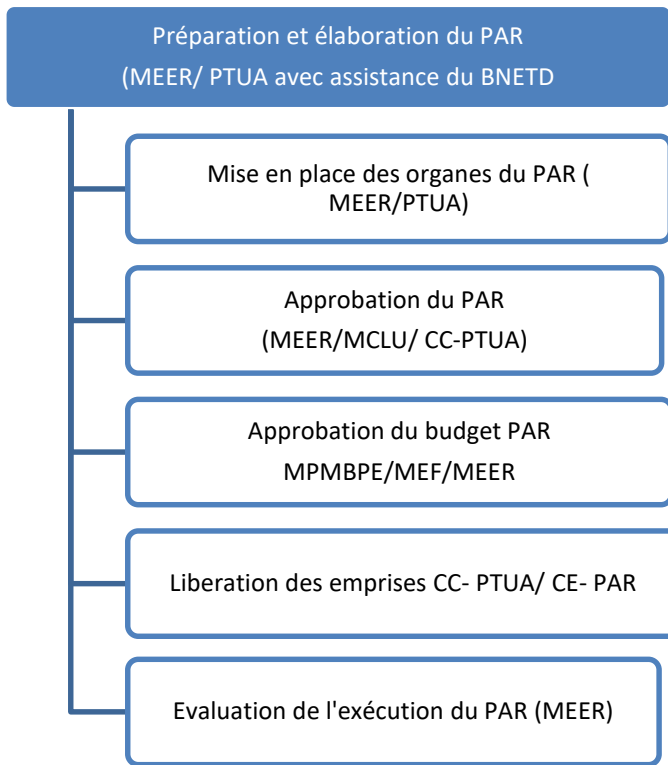 Préparation et élaboration du PAR
(MEER/ PTUA avec assistance du BNETD
Mise en place des organes du PAR (
MEER/PTUA)
Approbation du PAR
(MEER/MCLU/ CC-PTUA)
Approbation du budget PAR
MPMBPE/MEF/MEER
Liberation des emprises CC- PTUA/ CE- PAR
Evaluation de l'exécution du PAR (MEER)